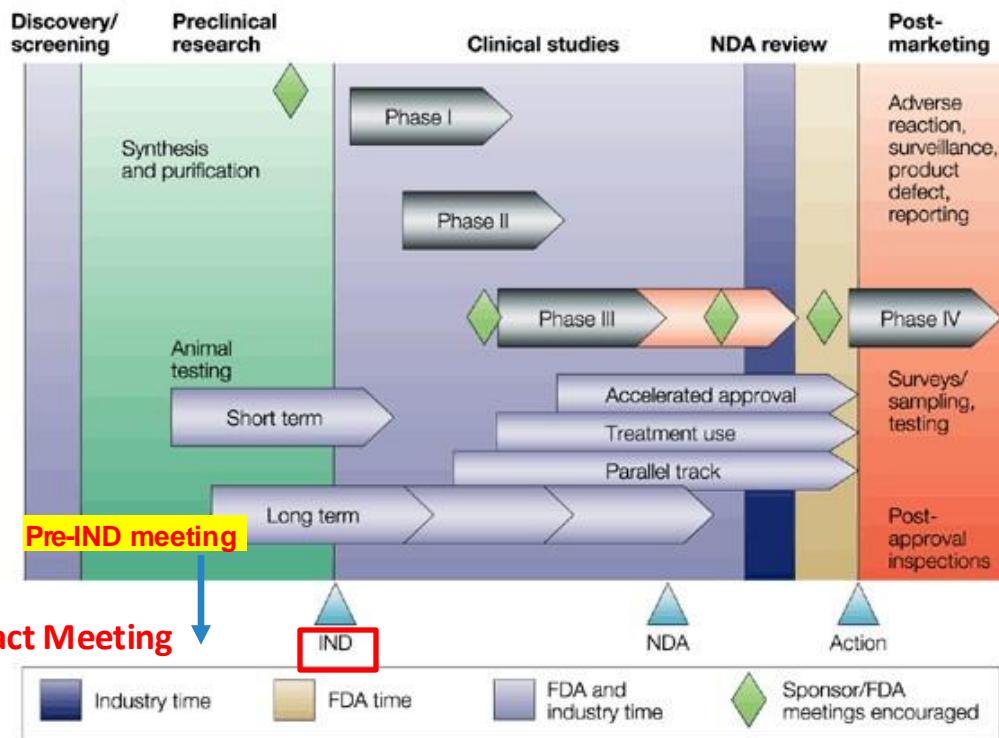 Discovery/
screening
Preclinical
research
Clinical studies
NDA review
Post-
marketing
Phase I
Synthesis
and purification
Phase II
Adverse
reaction,
surveillance,
product
defect,
reporting
Phase III
Phase IV
Animal
testing
Short term
Accelerated approval
Treatment use
Parallel track
Surveys/
sampling,
testing
Long term
Pre-IND meeting
Post-
approval
inspections
Meeting
IND
NDA
Action
Industry time
FDA time
FDA and
industry time
Sponsor/FDA
meetings encouraged